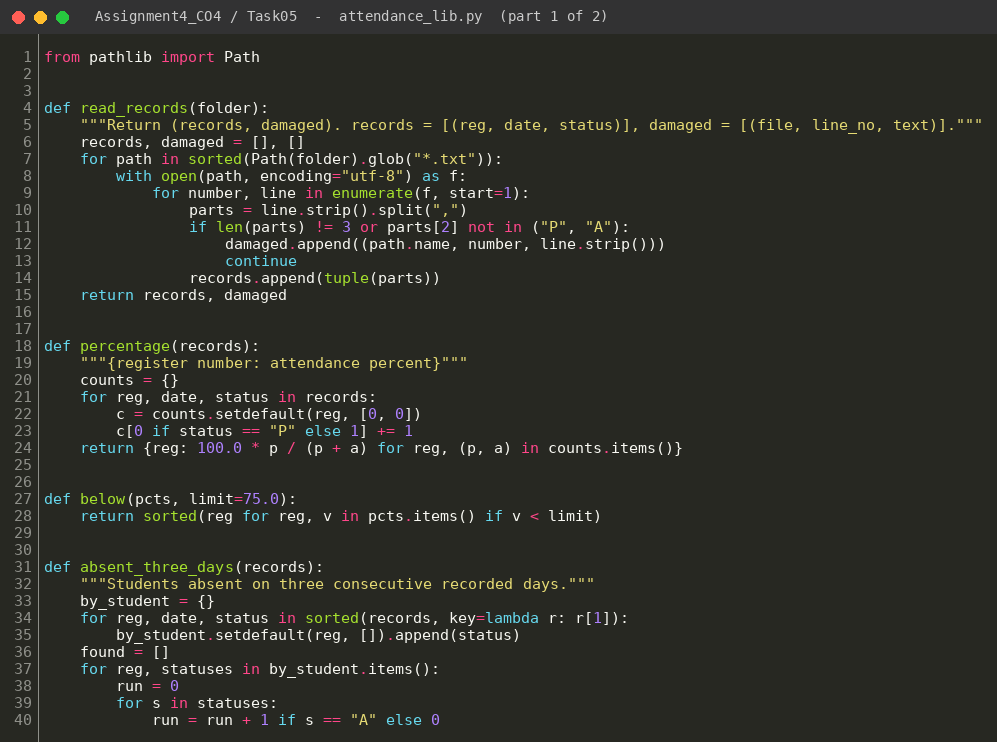 Assignment4_CO4 / Task05  -  attendance_lib.py  (part 1 of 2)
1 from pathlib import Path
2
3
4 def read_records(folder):
5     """Return (records, damaged). records = [(reg, date, status)], damaged = [(file, line_no, text)]."""
6     records, damaged = [], []
7     for path in sorted(Path(folder).glob("*.txt")):
8         with open(path, encoding="utf-8") as f:
9             for number, line in enumerate(f, start=1):
10                 parts = line.strip().split(",")
11                 if len(parts) != 3 or parts[2] not in ("P", "A"):
12                     damaged.append((path.name, number, line.strip()))
13                     continue
14                 records.append(tuple(parts))
15     return records, damaged
16
17
18 def percentage(records):
19     """{register number: attendance percent}"""
20     counts = {}
21     for reg, date, status in records:
22         c = counts.setdefault(reg, [0, 0])
23         c[0 if status == "P" else 1] += 1
24     return {reg: 100.0 * p / (p + a) for reg, (p, a) in counts.items()}
25
26
27 def below(pcts, limit=75.0):
28     return sorted(reg for reg, v in pcts.items() if v < limit)
29
30
31 def absent_three_days(records):
32     """Students absent on three consecutive recorded days."""
33     by_student = {}
34     for reg, date, status in sorted(records, key=lambda r: r[1]):
35         by_student.setdefault(reg, []).append(status)
36     found = []
37     for reg, statuses in by_student.items():
38         run = 0
39         for s in statuses:
40             run = run + 1 if s == "A" else 0